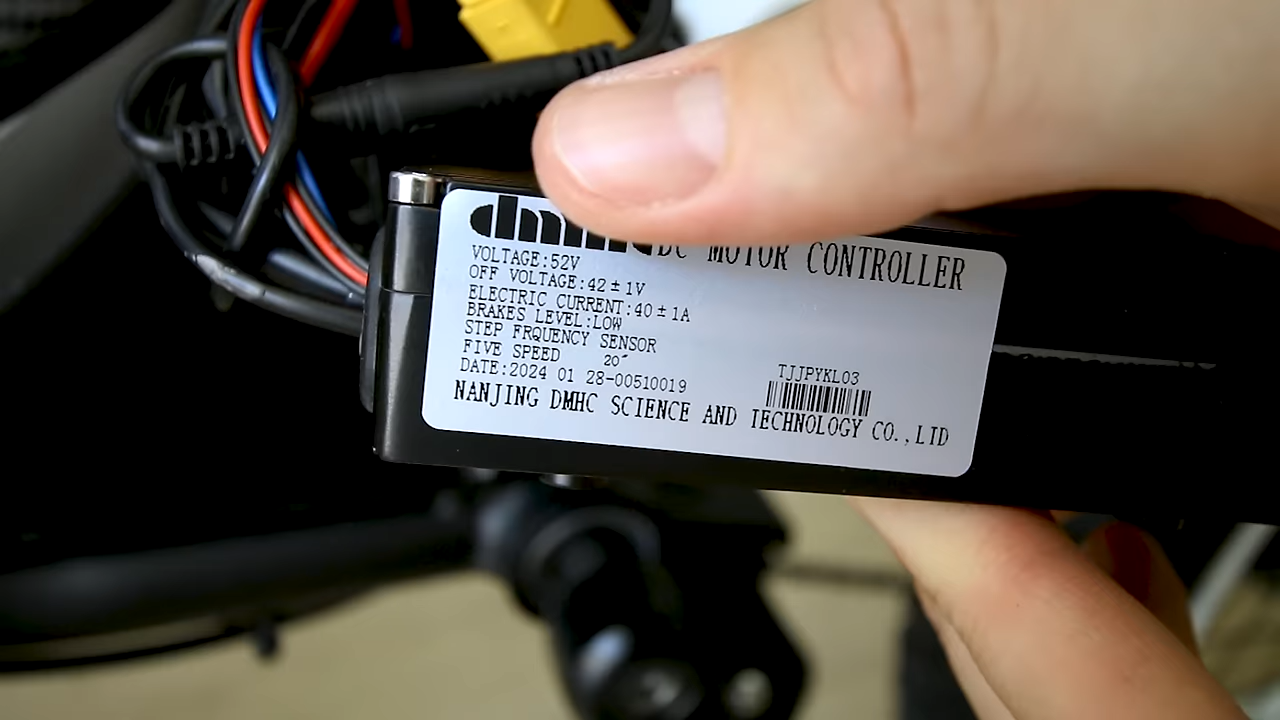 DC MOTOR CONTROLLER
VOLTAGE:52V
OFF VOLTAGE:42±1V
ELECTRIC CURRENT:40±1A
BRAKES LEVEL:LOW
STEP FRQUENCY SENSOR
FIVE SPEED 20″
DATE:2024 01 28-00510019
TJJPYKL03
NANJING DMHC SCIENCE AND TECHNOLOGY CO.,LTD